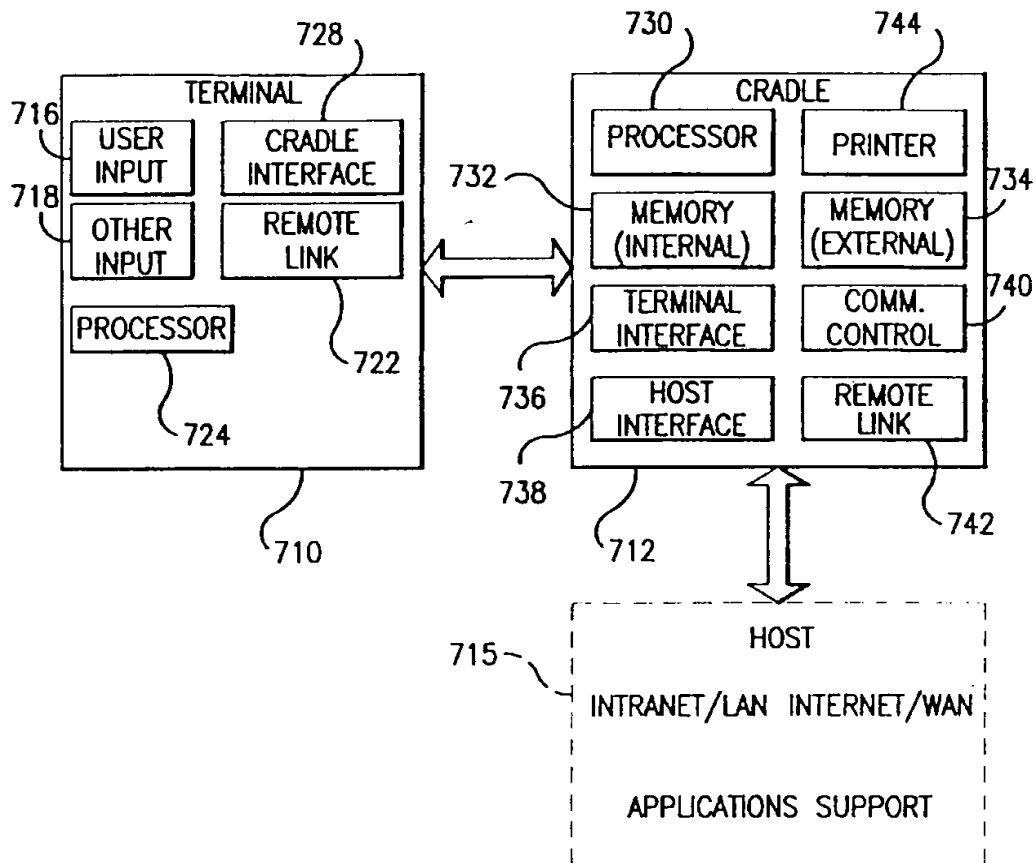 728
730
744
TERMINAL
CRADLE
716
USER
INPUT
CRADLE
INTERFACE
PROCESSOR
PRINTER
718
OTHER
INPUT
REMOTE
LINK
732
MEMORY
(INTERNAL)
MEMORY
(EXTERNAL)
734
PROCESSOR
722
724
TERMINAL
INTERFACE
COMM.
CONTROL
740
736
HOST
INTERFACE
REMOTE
LINK
738
742
710
712
715
HOST
INTRANET/LAN INTERNET/WAN
APPLICATIONS SUPPORT